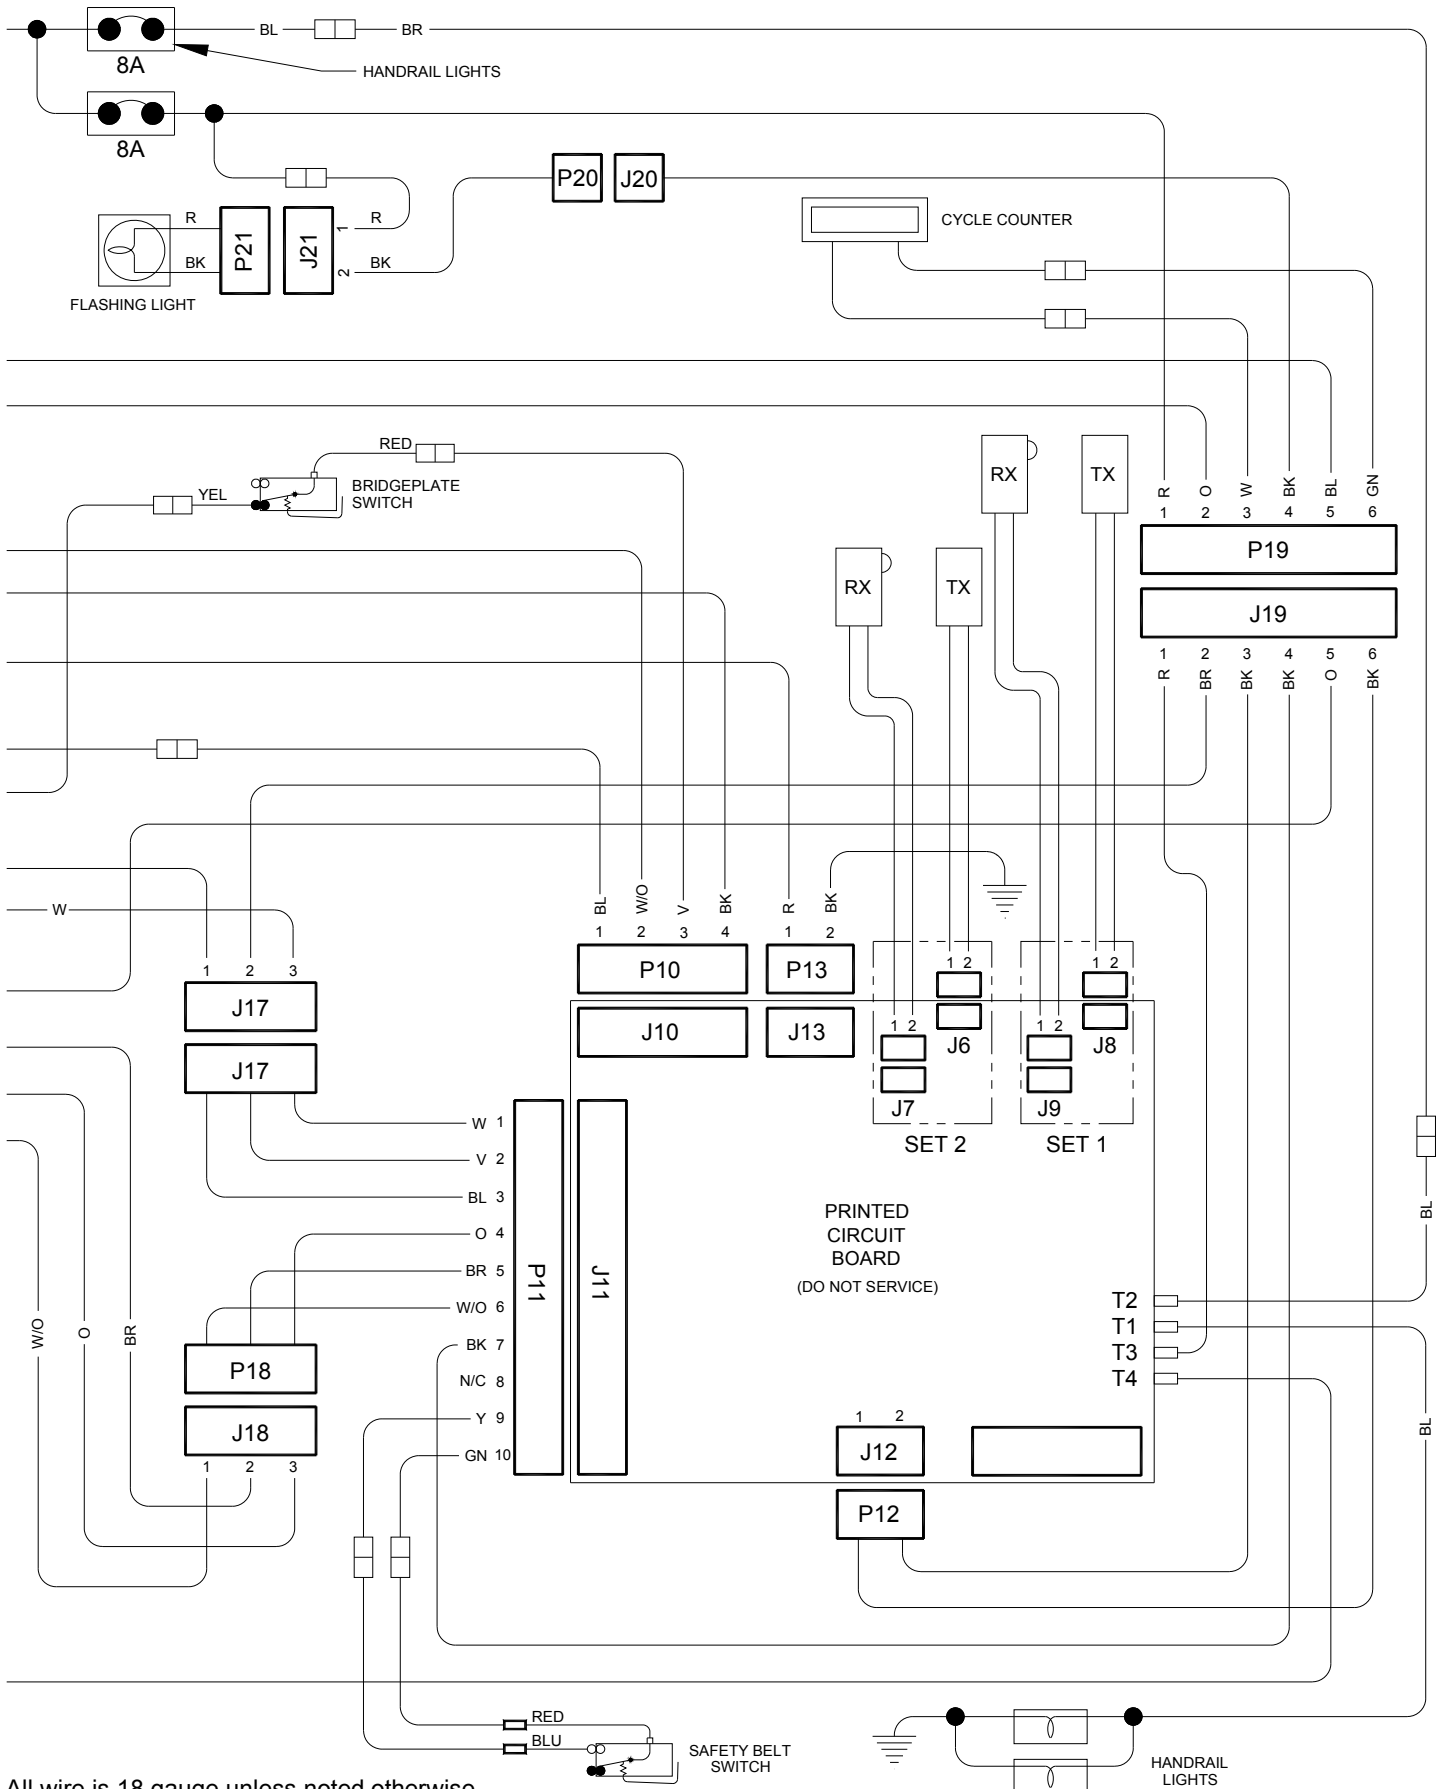 BL
BR
8A
HANDRAIL LIGHTS
8A
P20
J20
CYCLE COUNTER
R
P21
J21
1
R
BK
2
BK
FLASHING LIGHT
RED
BRIDGEPLATE
SWITCH
YEL
RX
TX
RX
TX
R
O
W
BK
BL
GN
1
2
3
4
5
6
P19
J19
1
2
3
4
5
6
R
BR
BK
BK
O
BK
W
BL
W/O
V
BK
R
BK
1
2
3
4
1
2
P10
P13
J10
J13
1 2
1 2
1 2
1 2
J6
J8
J7
J9
SET 2
SET 1
1
2
3
J17
J17
W 1
V 2
BL 3
O 4
BR 5
W/O 6
BK 7
N/C 8
Y 9
GN 10
P11
J11
PRINTED
CIRCUIT
BOARD
(DO NOT SERVICE)
BL
T2
T1
T3
T4
W/O
O
BR
P18
J18
1
2
3
1
2
J12
P12
BL
RED
BLU
SAFETY BELT
SWITCH
HANDRAIL
LIGHTS
All wire is 18 gauge unless noted otherwise